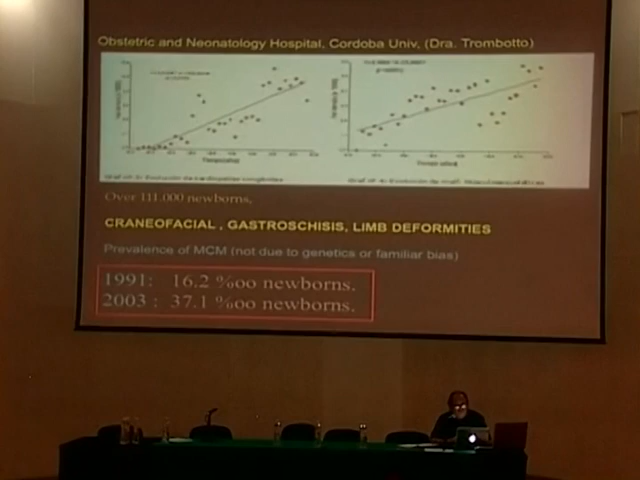 Obstetric and Neonatology Hospital, Cordoba Univ, (Dra. Trombotto)
Over 111.000 newborns,
CRANEOFACIAL , GASTROSCHISIS, LIMB DEFORMITIES
Prevalence of MCM (not due to genetics or familiar bias)
1991: 16.2 %oo newborns.
2003 : 37.1 %oo newborns.